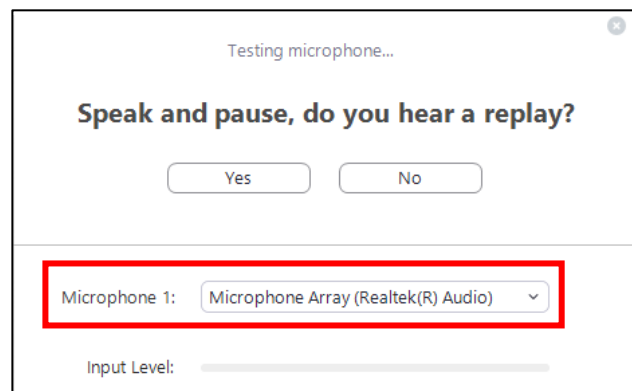 Testing microphone...
Speak and pause, do you hear a replay?
Yes No
Microphone 1: Microphone Array (Realtek(R) Audio)
Input Level: